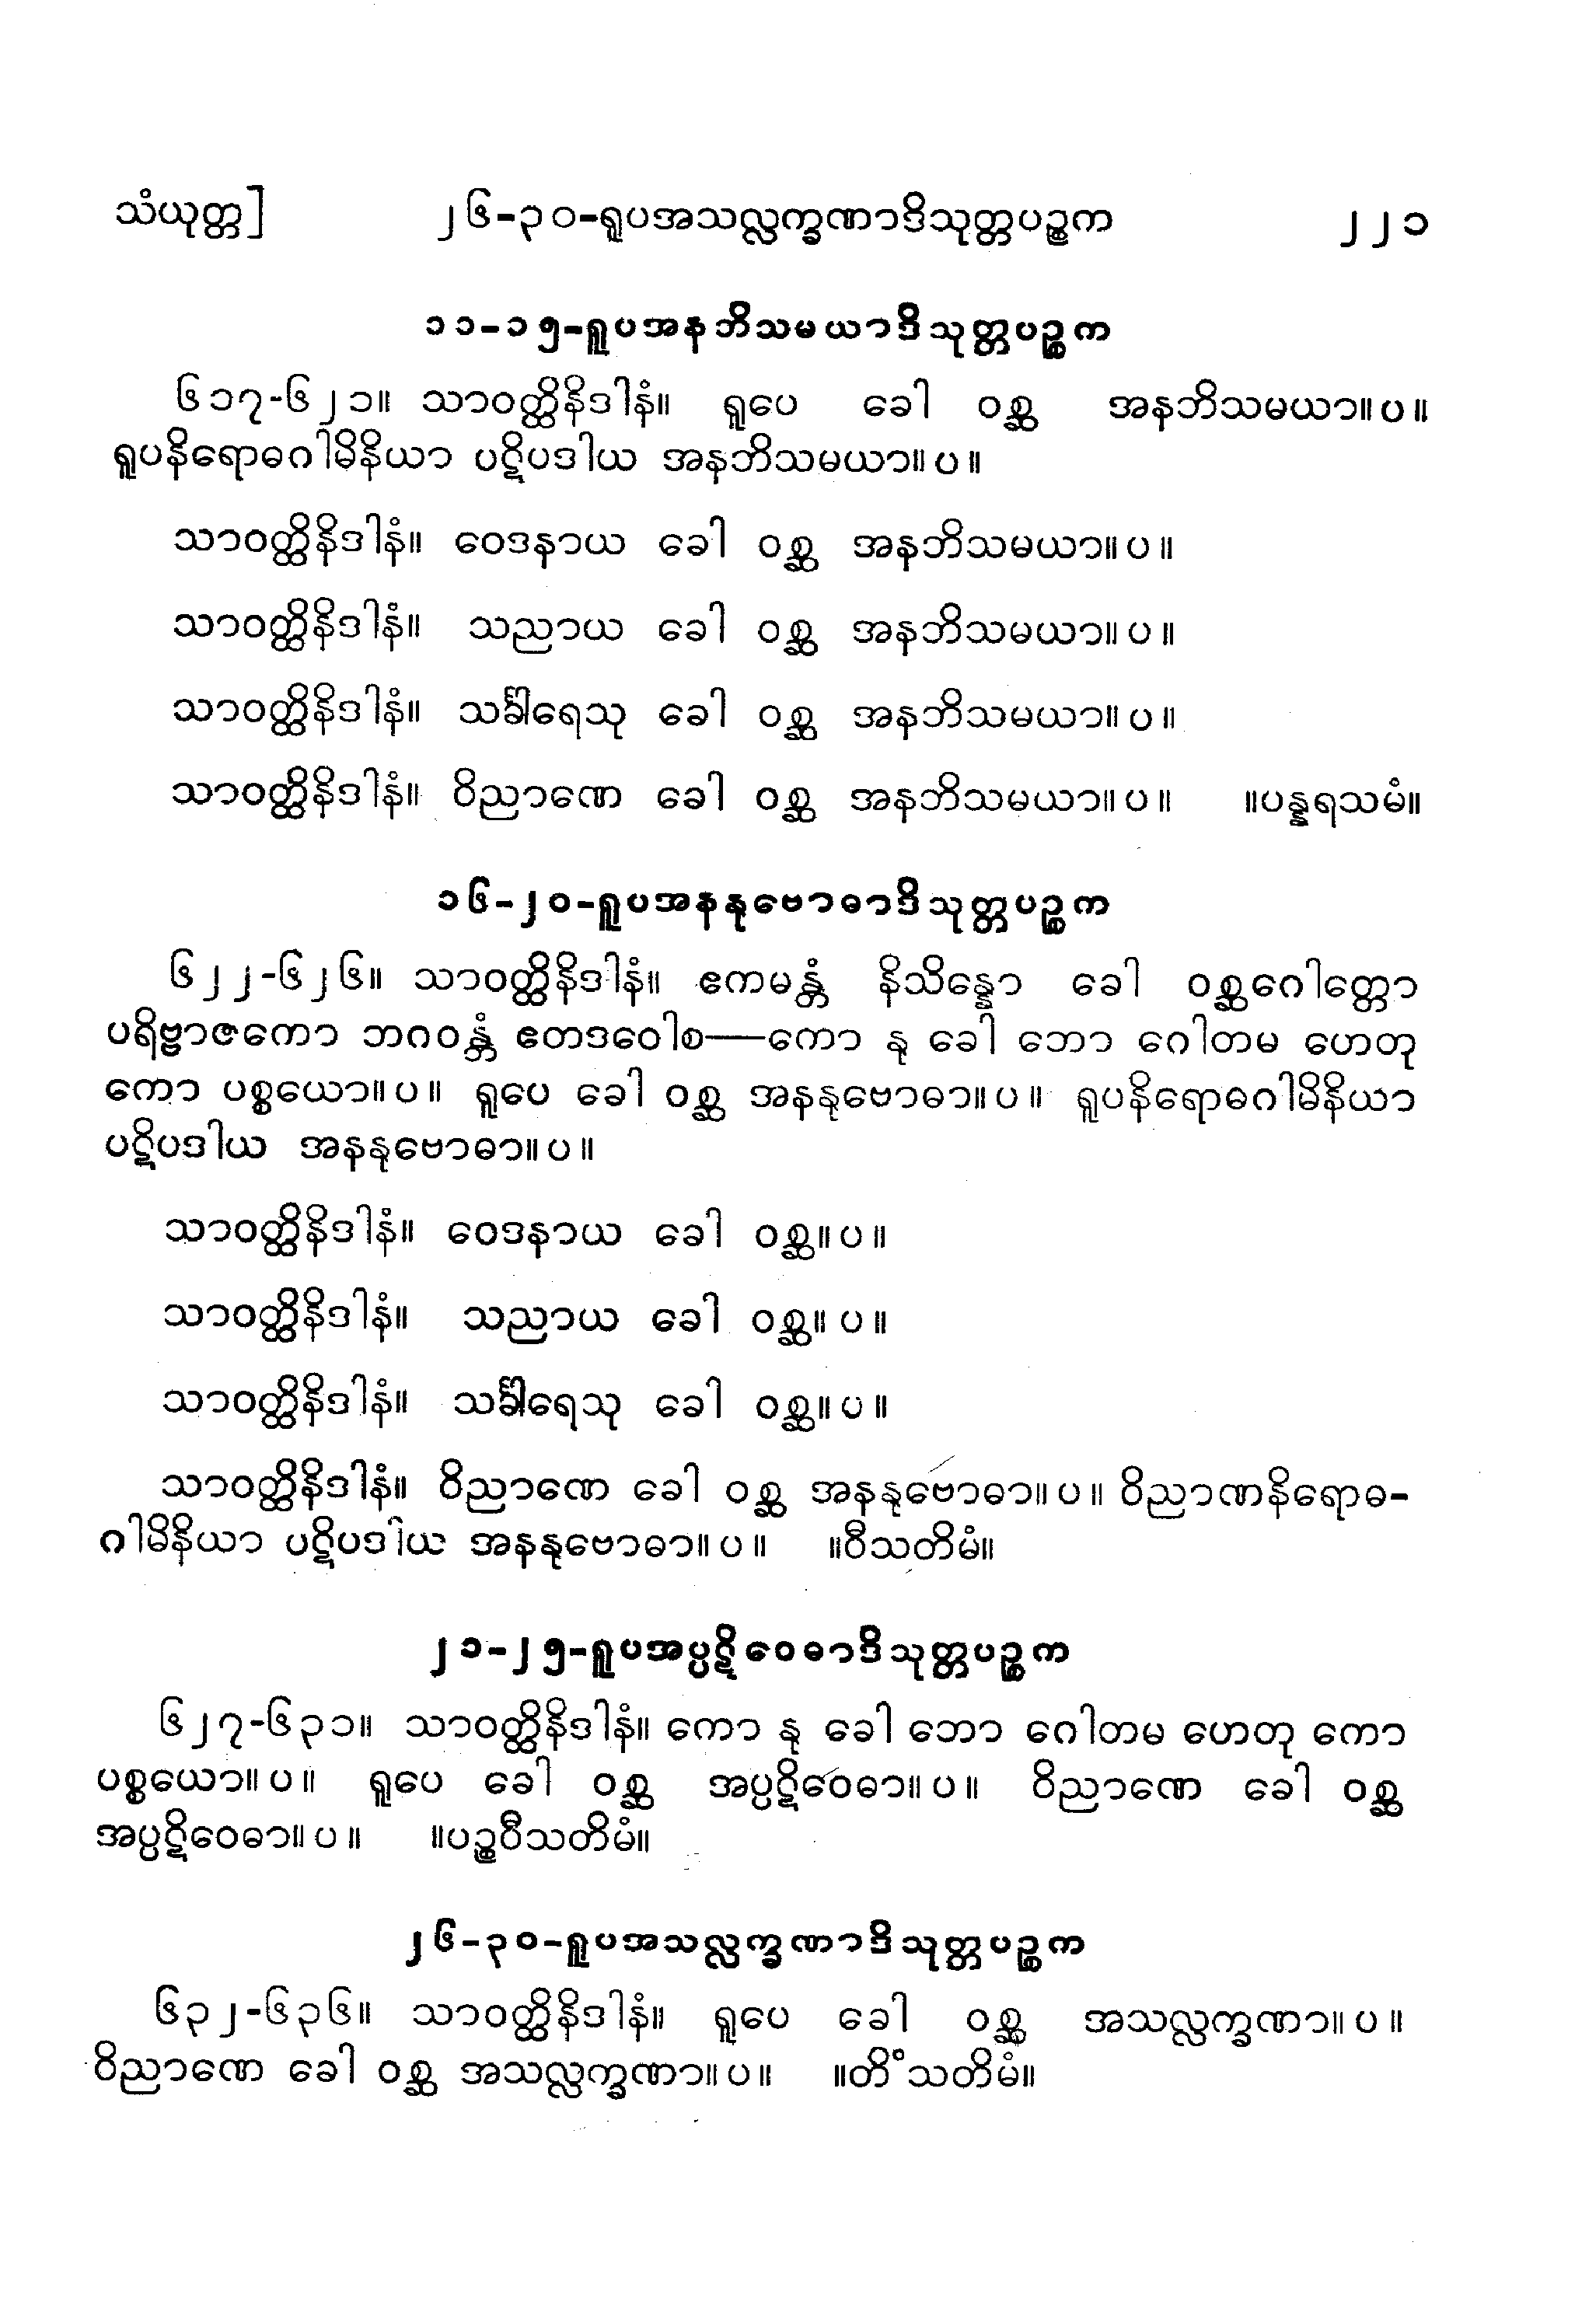 သံယုတ္တ] ၂၆-၃၀-ရူပအသလ္လက္ခဏာဒိသုတ္တပဉ္စက ၂၂၁
၁၁-၁၅-ရူပအနဘိသမယာဒိသုတ္တပဉ္စက
၆၁၇-၆၂၁။ သာဝတ္ထိနိဒါနံ။ ရူပေ ခေါ ဝစ္ဆ အနဘိသမယာ။ပ။
ရူပနိရောဓဂါမိနိယာ ပဋိပဒါယ အနဘိသမယာ။ပ။
သာဝတ္ထိနိဒါနံ။ ဝေဒနာယ ခေါ ဝစ္ဆ အနဘိသမယာ။ပ။
သာဝတ္ထိနိဒါနံ။ သညာယ ခေါ ဝစ္ဆ အနဘိသမယာ။ပ။
သာဝတ္ထိနိဒါနံ။ သင်္ခါရေသု ခေါ ဝစ္ဆ အနဘိသမယာ။ပ။
သာဝတ္ထိနိဒါနံ။ ဝိညာဏေ ခေါ ဝစ္ဆ အနဘိသမယာ။ပ။ ။ပန္နရသမံ။
၁၆-၂၀-ရူပအနနုဗောဓာဒိသုတ္တပဉ္စက
၆၂၂-၆၂၆။ သာဝတ္ထိနိဒါနံ။ ဧကမန္တံ နိသိန္နော ခေါ ဝစ္ဆဂေါတ္တော
ပရိဗ္ဗာဇကော ဘဂဝန္တံ ဧတဒဝေါစ—ကော နု ခေါ ဘော ဂေါတမ ဟေတု
ကော ပစ္စယော။ပ။ ရူပေ ခေါ ဝစ္ဆ အနနုဗောဓာ။ပ။ ရူပနိရောဓဂါမိနိယာ
ပဋိပဒါယ အနနုဗောဓာ။ပ။
သာဝတ္ထိနိဒါနံ။ ဝေဒနာယ ခေါ ဝစ္ဆ။ပ။
သာဝတ္ထိနိဒါနံ။ သညာယ ခေါ ဝစ္ဆ။ပ။
သာဝတ္ထိနိဒါနံ။ သင်္ခါရေသု ခေါ ဝစ္ဆ။ပ။
သာဝတ္ထိနိဒါနံ။ ဝိညာဏေ ခေါ ဝစ္ဆ အနနုဗောဓာ။ပ။ ဝိညာဏနိရောဓ-
ဂါမိနိယာ ပဋိပဒါယ အနနုဗောဓာ။ပ။ ။ဝီသတိမံ။
၂၁-၂၅-ရူပအပ္ပဋိဝေဓာဒိသုတ္တပဉ္စက
၆၂၇-၆၃၁။ သာဝတ္ထိနိဒါနံ။ ကော နု ခေါ ဘော ဂေါတမ ဟေတု ကော
ပစ္စယော။ပ။ ရူပေ ခေါ ဝစ္ဆ အပ္ပဋိဝေဓာ။ပ။ ဝိညာဏေ ခေါ ဝစ္ဆ
အပ္ပဋိဝေဓာ။ပ။ ။ပဉ္စဝီသတိမံ။
၂၆-၃၀-ရူပအသလ္လက္ခဏာဒိသုတ္တပဉ္စက
၆၃၂-၆၃၆။ သာဝတ္ထိနိဒါနံ။ ရူပေ ခေါ ဝစ္ဆ အသလ္လက္ခဏာ။ပ။
ဝိညာဏေ ခေါ ဝစ္ဆ အသလ္လက္ခဏာ။ပ။ ။တိံသတိမံ။